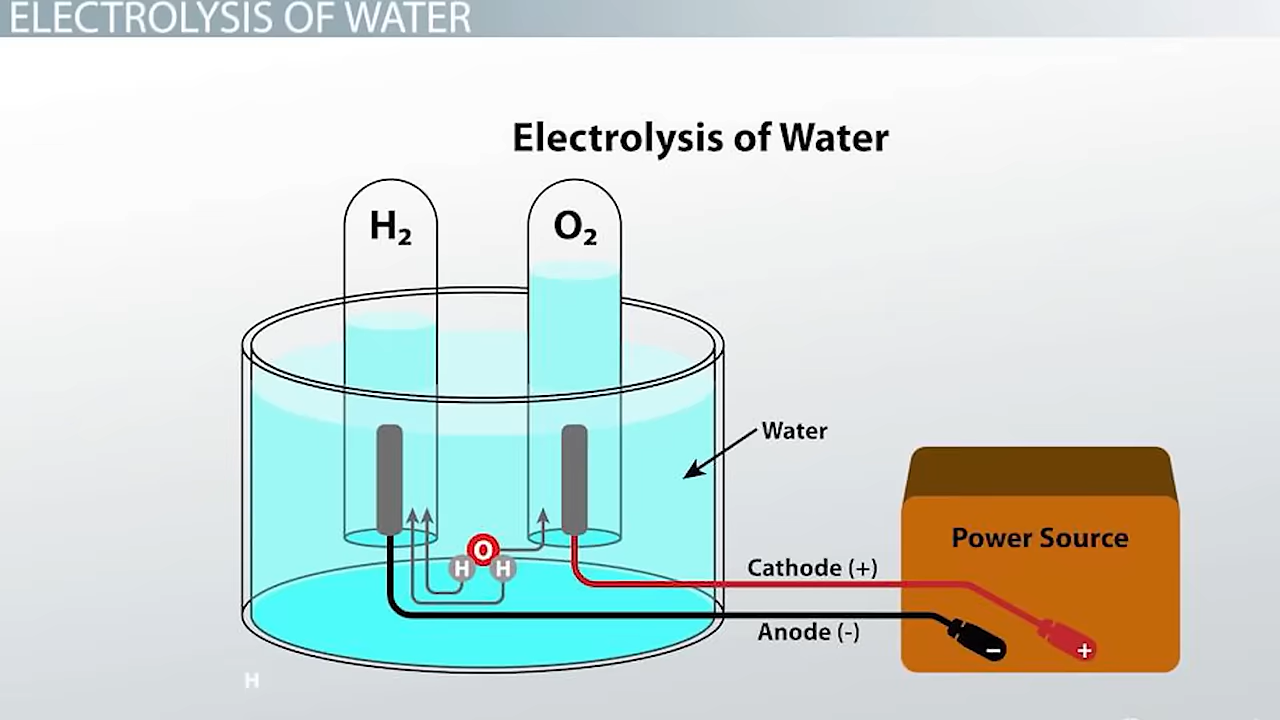 ELECTROLYSIS OF WATER
Electrolysis of Water
H₂
O₂
Water
Power Source
O
H H
Cathode (+)
Anode (-)
−
+
H